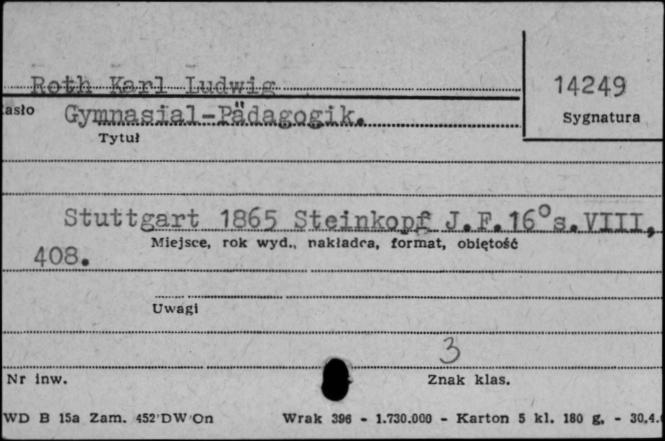 Roth Karl Ludwig
14249
asło
Gymnasial-Pädagogik.
Sygnatura
Tytuł
Stuttgart 1865 Steinkopf J.F. 16° s. VIII,
Miejsce, rok wyd., nakładca, format, obiętość
408.
Uwagi
3
Nr inw.
Znak klas.
WD B 15a Zam. 452 DW On
Wrak 396 - 1.730.000 - Karton 5 kl. 180 g. - 30.4.